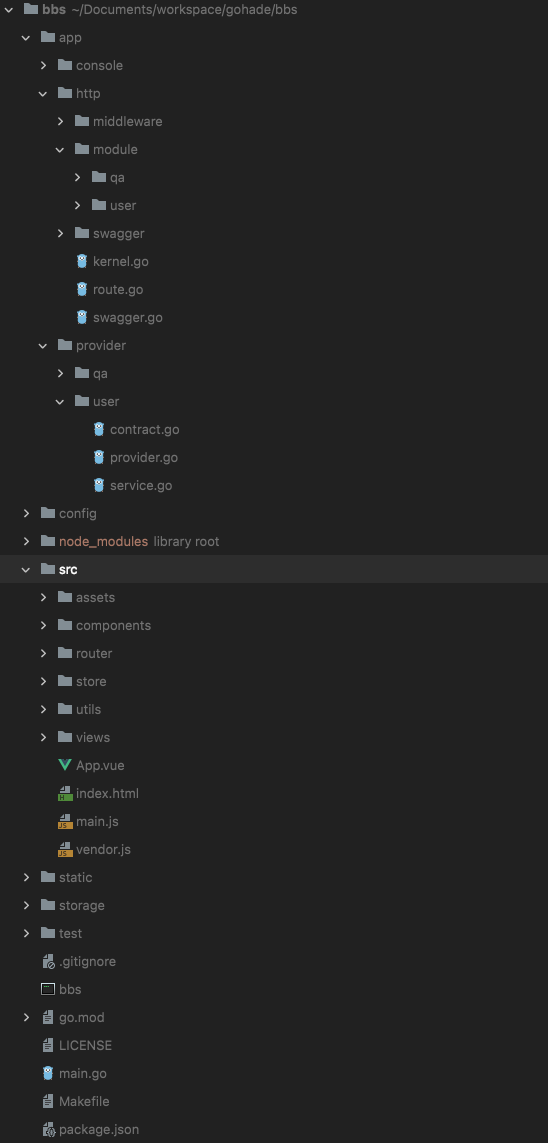 bbs ~/Documents/workspace/gohade/bbs
app
console
http
middleware
module
qa
user
swagger
kernel.go
route.go
swagger.go
provider
qa
user
contract.go
provider.go
service.go
config
node_modules library root
src
assets
components
router
store
utils
views
App.vue
index.html
main.js
vendor.js
static
storage
test
.gitignore
bbs
go.mod
LICENSE
main.go
Makefile
package.json